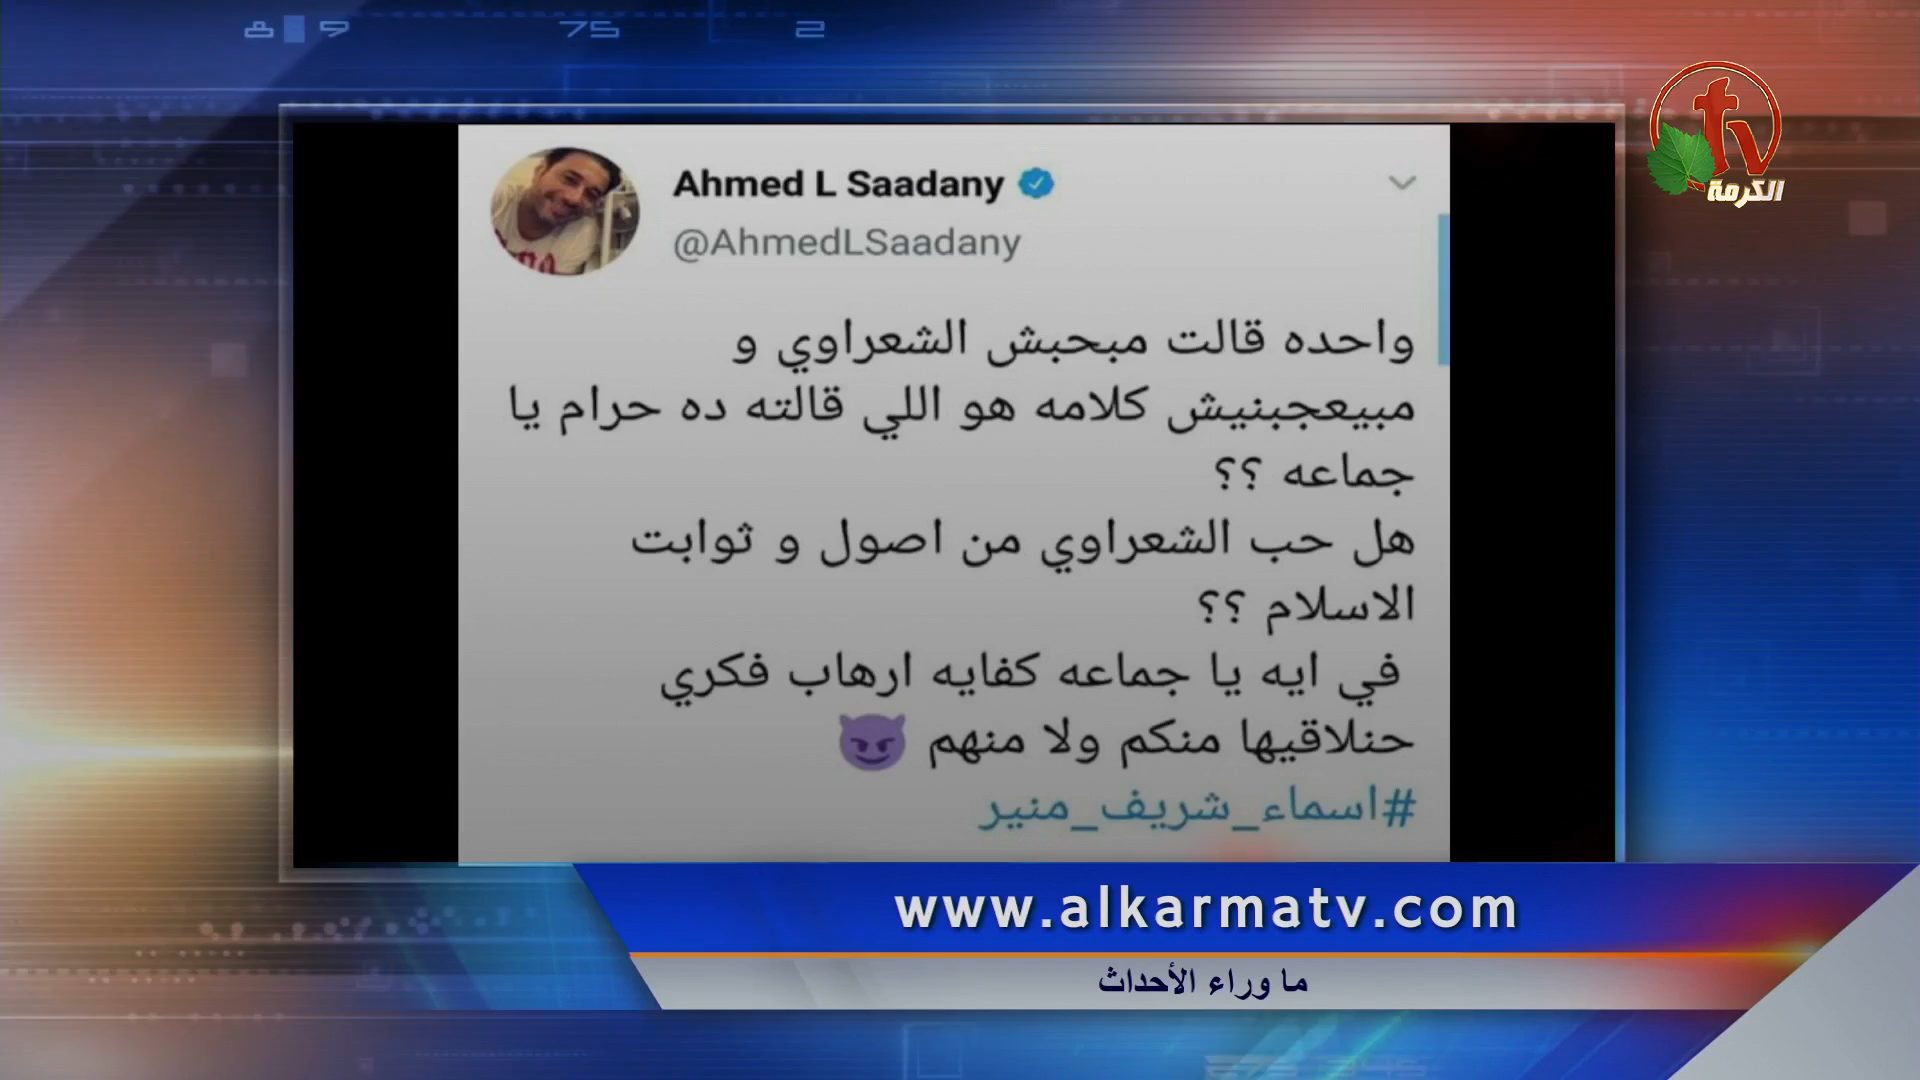 75
2
tv
الكرمة
Ahmed L Saadany
@AhmedLSaadany
واحده قالت مبحبش الشعراوي و
مبيعجبنيش كلامه هو اللي قالته ده حرام يا
جماعه ؟؟
هل حب الشعراوي من اصول و ثوابت
الاسلام ؟؟
في ايه يا جماعه كفايه ارهاب فكري
حنلاقيها منكم ولا منهم 😈
#اسماء_شريف_منير
www.alkarmatv.com
ما وراء الأحداث